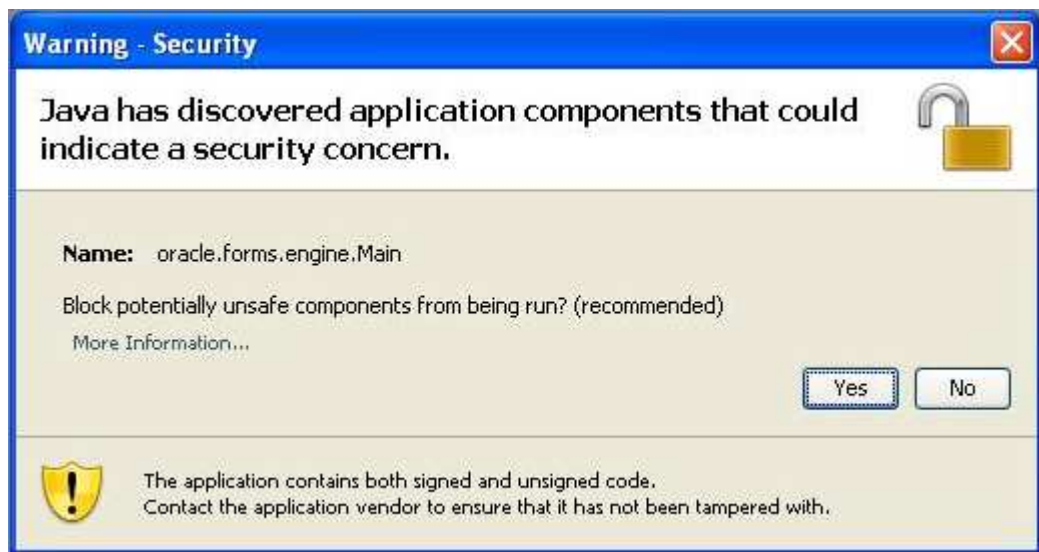 Warning - Security
Java has discovered application components that could
indicate a security concern.
Name: oracle.forms.engine.Main
Block potentially unsafe components from being run? (recommended)
More Information...
Yes No
The application contains both signed and unsigned code.
Contact the application vendor to ensure that it has not been tampered with.